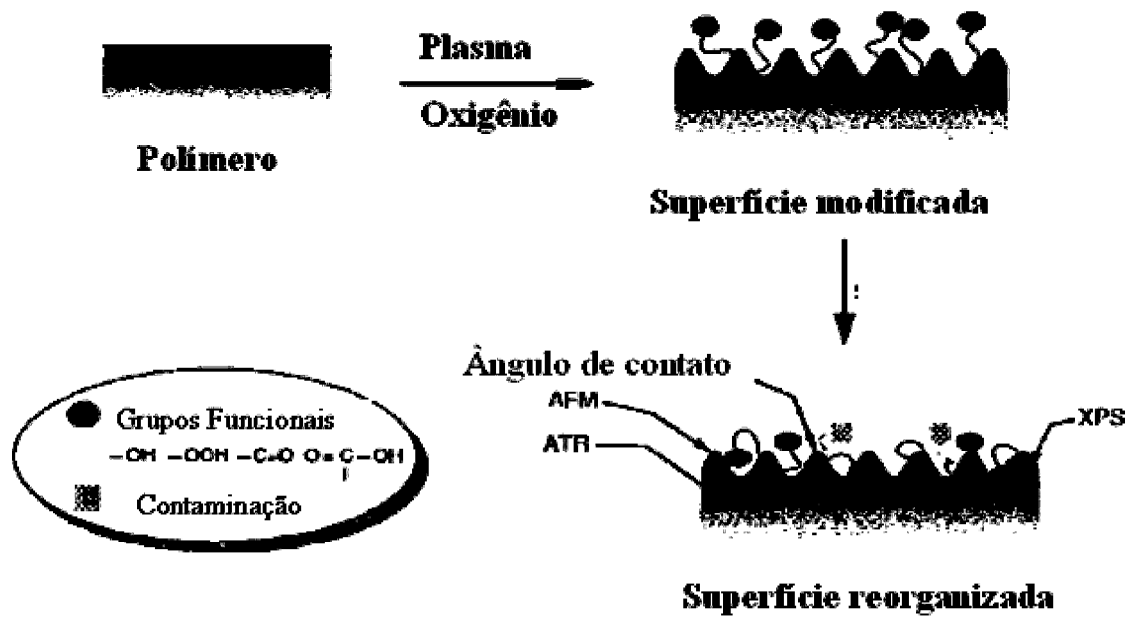 Plasma
Oxigênio
Polímero
Superfície modificada
Ângulo de contato
AFM
ATR
XPS
Grupos Funcionais
-OH -OOH -C=O O=C-OH
Contaminação
Superfície reorganizada